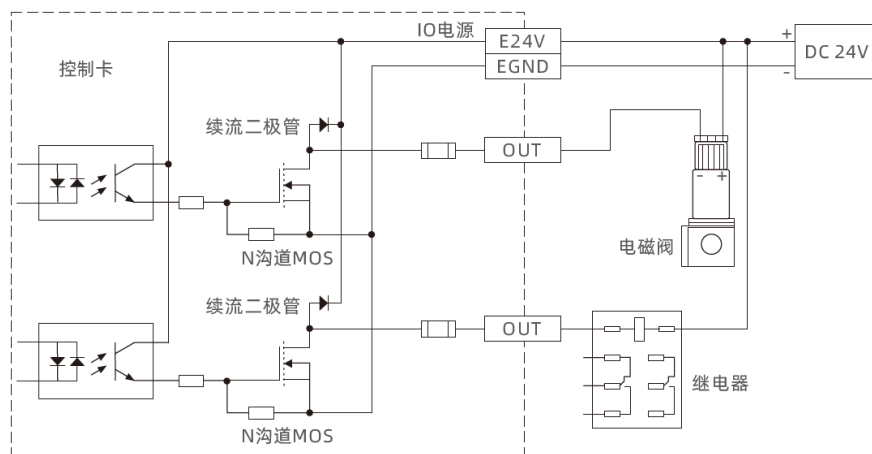 IO电源
E24V
+
DC 24V
控制卡
EGND
-
续流二极管
OUT
- +
电磁阀
N沟道MOS
续流二极管
OUT
继电器
N沟道MOS